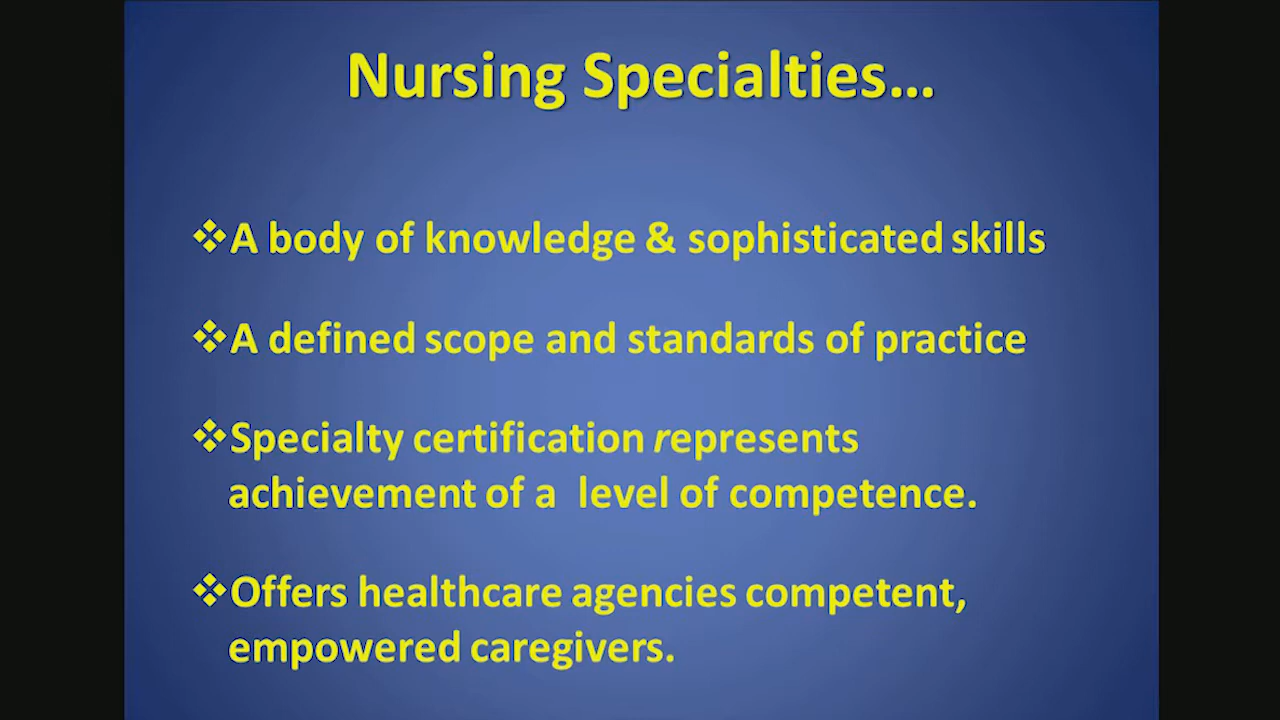 Nursing Specialties...
❖A body of knowledge & sophisticated skills
❖A defined scope and standards of practice
❖Specialty certification represents
achievement of a level of competence.
❖Offers healthcare agencies competent,
empowered caregivers.